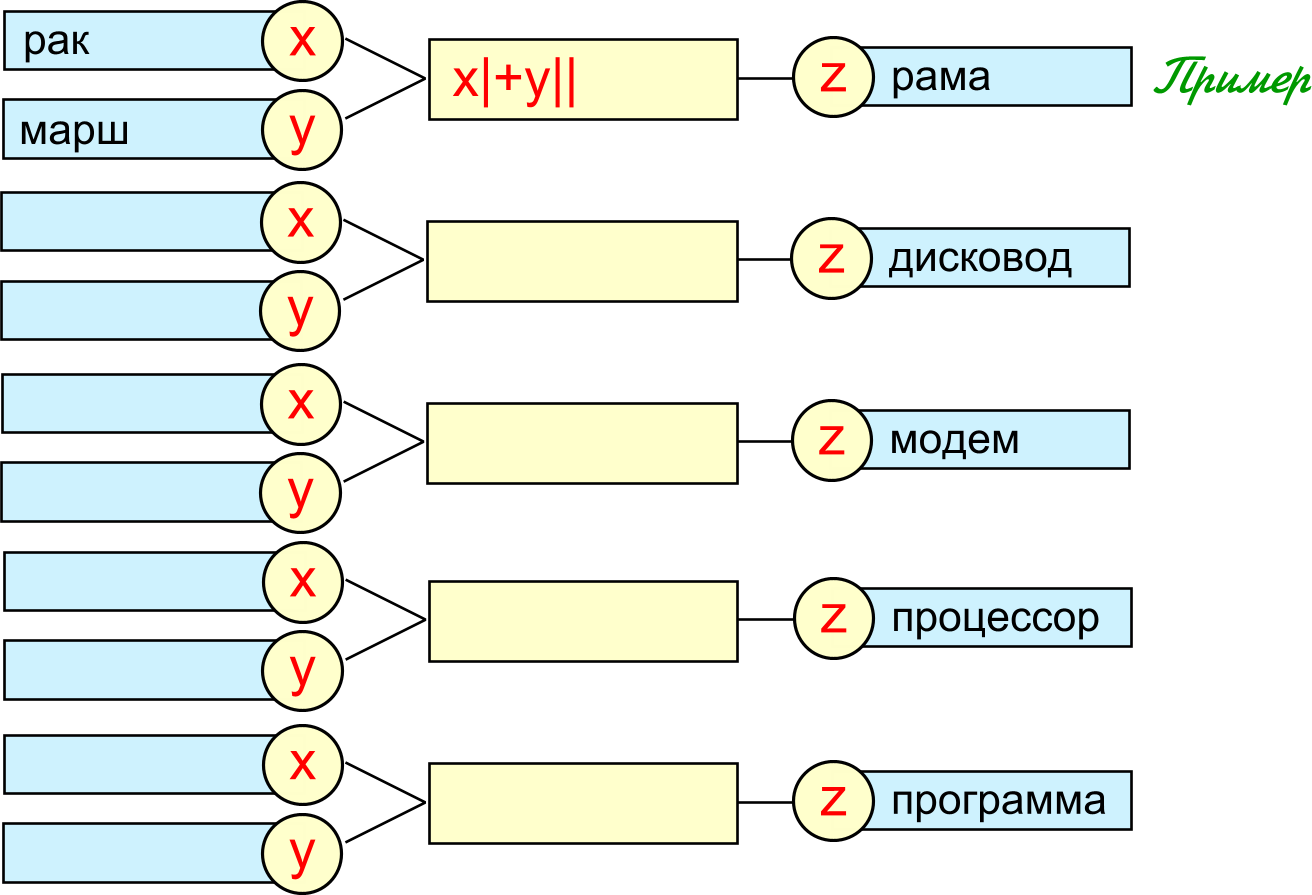 рак x
x|+y|| z рама Пример
марш y
x
z дисковод
y
x
z модем
y
x
z процессор
y
x
z программа
y